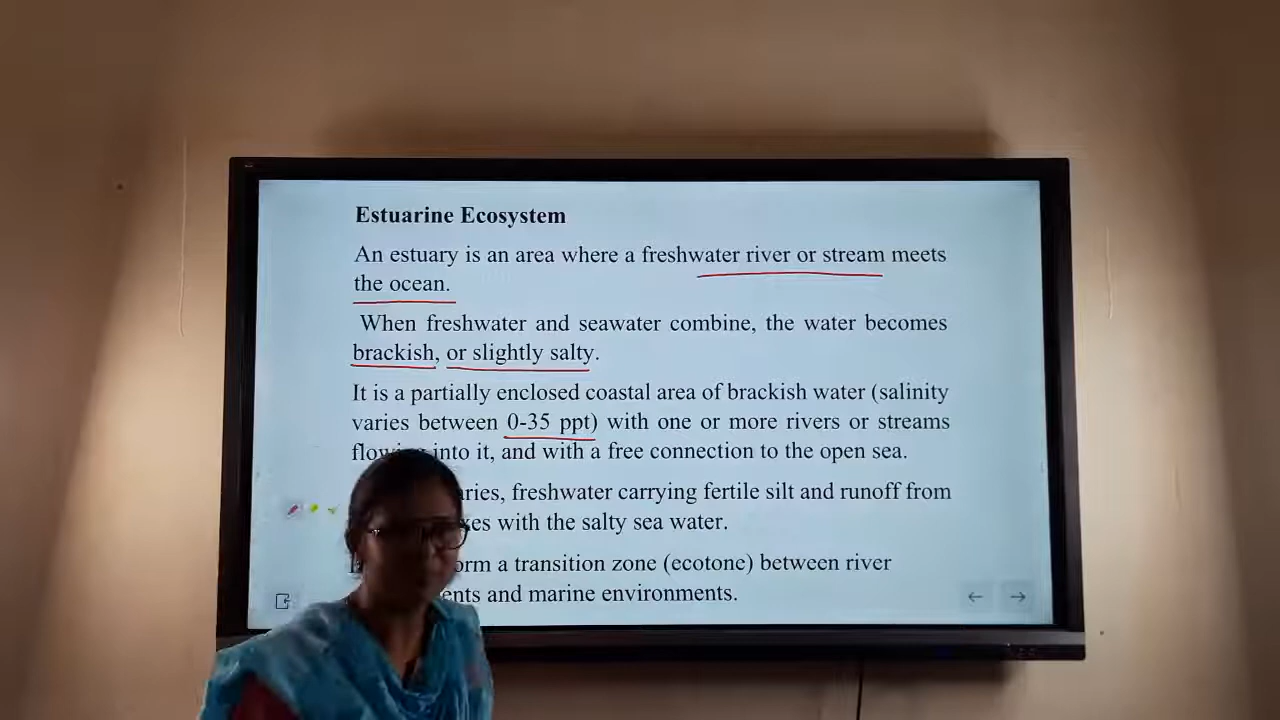 Estuarine Ecosystem
An estuary is an area where a freshwater river or stream meets
the ocean.
When freshwater and seawater combine, the water becomes
brackish, or slightly salty.
It is a partially enclosed coastal area of brackish water (salinity
varies between 0-35 ppt) with one or more rivers or streams
flowing into it, and with a free connection to the open sea.
freshwater carrying fertile silt and runoff from
with the salty sea water.
a transition zone (ecotone) between river
and marine environments.